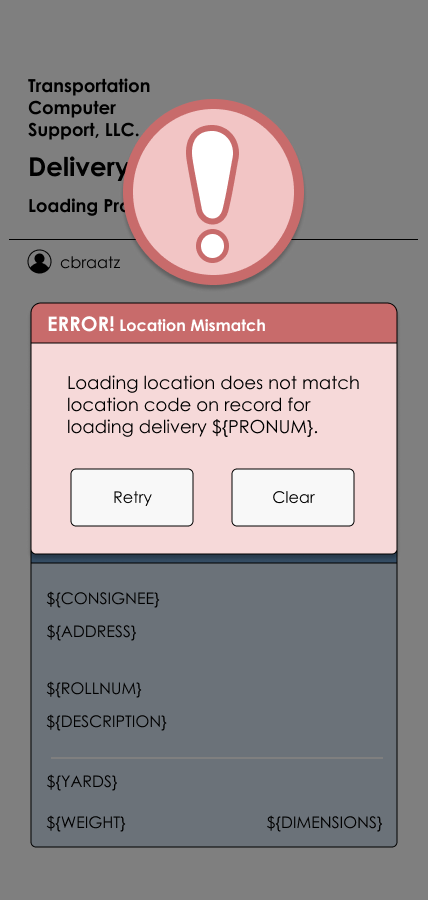 Transportation
Computer
Support, LLC.
Delivery
Loading
cbraatz
ERROR! Location Mismatch
Loading location does not match
location code on record for
loading delivery ${PRONUM}.
Retry
Clear
${CONSIGNEE}
${ADDRESS}
${ROLLNUM}
${DESCRIPTION}
${YARDS}
${WEIGHT}
${DIMENSIONS}